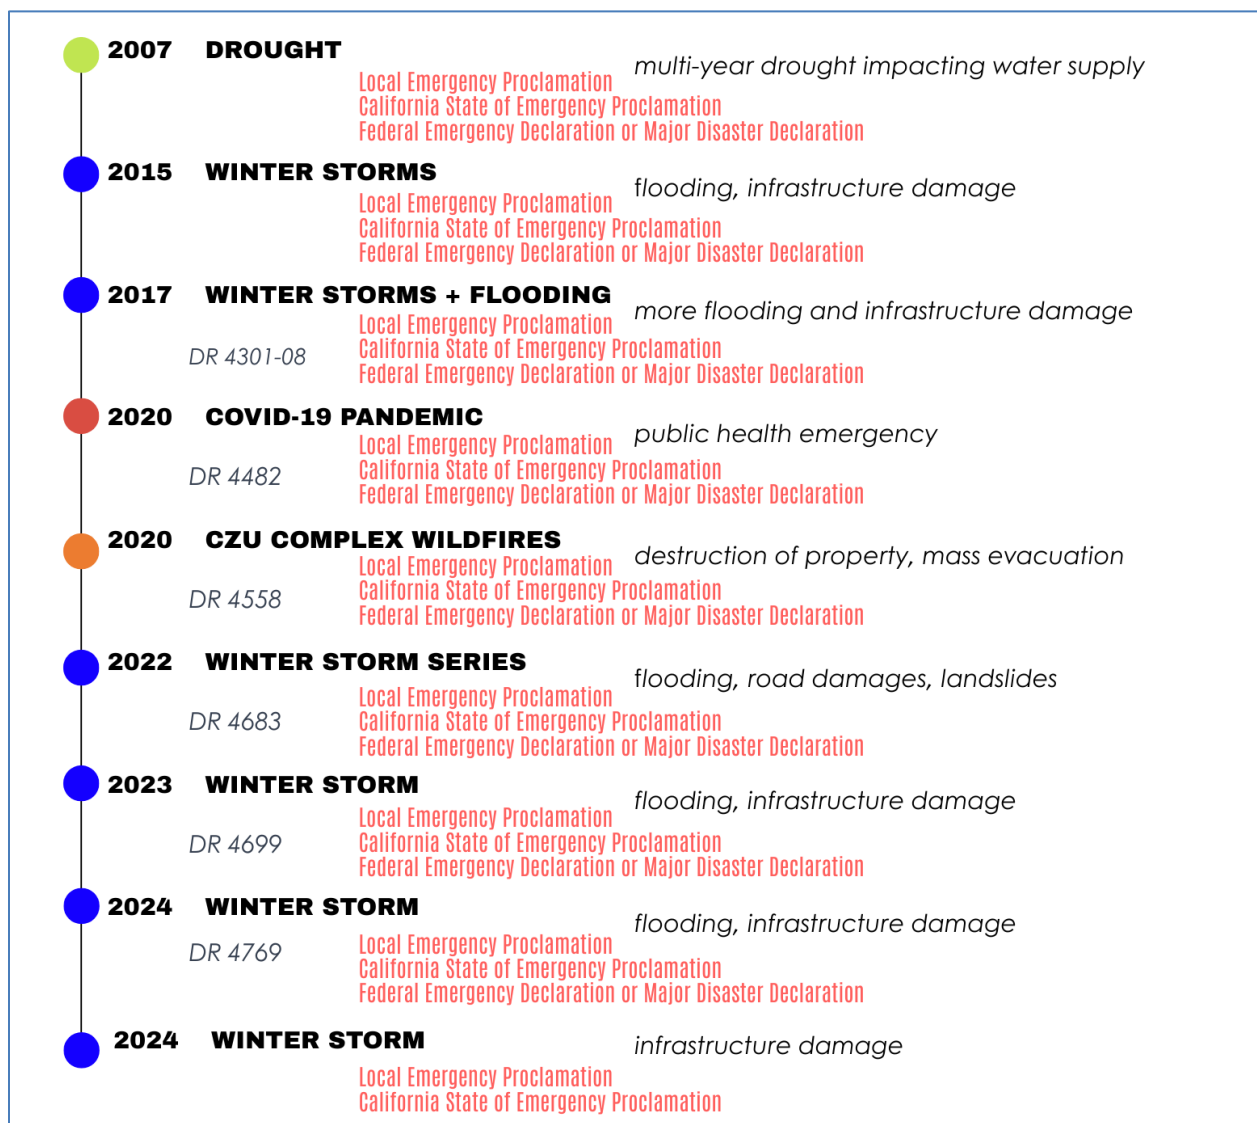 2007 DROUGHT
multi-year drought impacting water supply
Local Emergency Proclamation
California State of Emergency Proclamation
Federal Emergency Declaration or Major Disaster Declaration
2015 WINTER STORMS
flooding, infrastructure damage
Local Emergency Proclamation
California State of Emergency Proclamation
Federal Emergency Declaration or Major Disaster Declaration
2017 WINTER STORMS + FLOODING
more flooding and infrastructure damage
Local Emergency Proclamation
California State of Emergency Proclamation
DR 4301-08
Federal Emergency Declaration or Major Disaster Declaration
2020 COVID-19 PANDEMIC
public health emergency
Local Emergency Proclamation
California State of Emergency Proclamation
DR 4482
Federal Emergency Declaration or Major Disaster Declaration
2020 CZU COMPLEX WILDFIRES
destruction of property, mass evacuation
Local Emergency Proclamation
California State of Emergency Proclamation
DR 4558
Federal Emergency Declaration or Major Disaster Declaration
2022 WINTER STORM SERIES
flooding, road damages, landslides
Local Emergency Proclamation
California State of Emergency Proclamation
DR 4683
Federal Emergency Declaration or Major Disaster Declaration
2023 WINTER STORM
flooding, infrastructure damage
Local Emergency Proclamation
California State of Emergency Proclamation
DR 4699
Federal Emergency Declaration or Major Disaster Declaration
2024 WINTER STORM
flooding, infrastructure damage
Local Emergency Proclamation
DR 4769
California State of Emergency Proclamation
Federal Emergency Declaration or Major Disaster Declaration
2024 WINTER STORM
infrastructure damage
Local Emergency Proclamation
California State of Emergency Proclamation